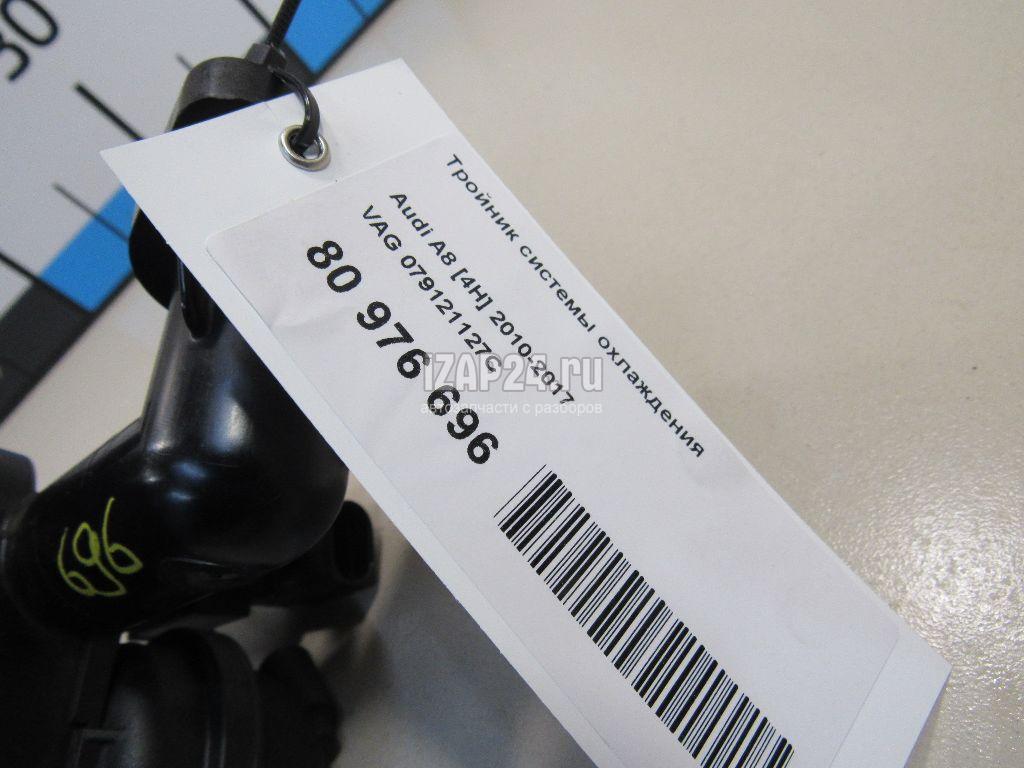 30
Тройник системы охлаждения
Audi A8 [4H] 2010-2017
VAG 079121127C
80 976 696
IZAP24.ru
автозапчасти с разборов
696